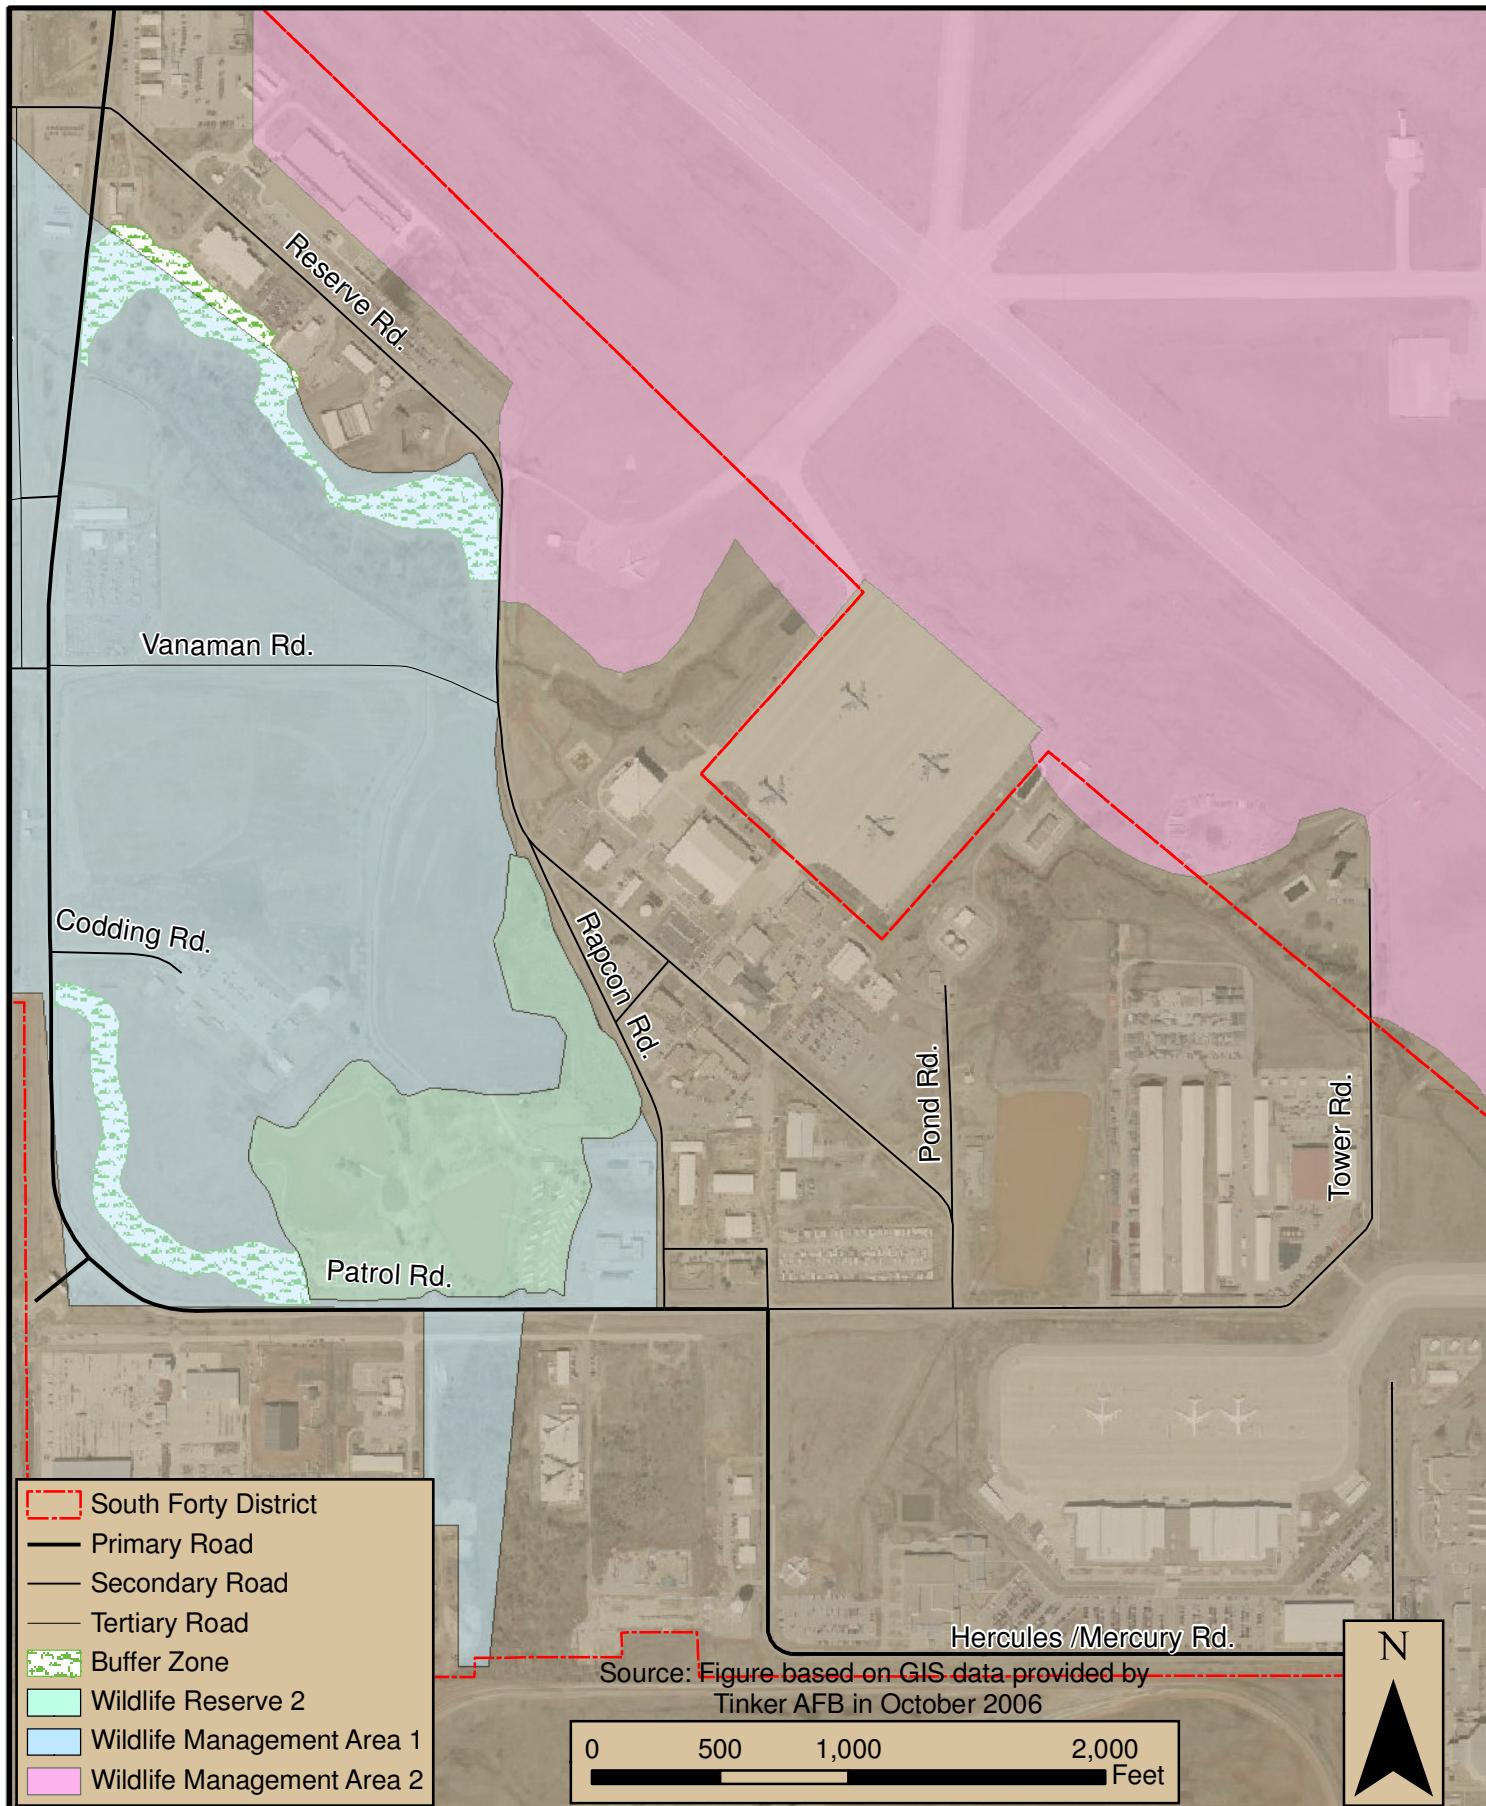 Reserve Rd.
Vanaman Rd.
Codding Rd.
Rapcon Rd.
Pond Rd.
Tower Rd.
Patrol Rd.
Hercules /Mercury Rd.
South Forty District
Primary Road
Secondary Road
Tertiary Road
Buffer Zone
Wildlife Reserve 2
Wildlife Management Area 1
Wildlife Management Area 2
Source: Figure based on GIS data provided by
Tinker AFB in October 2006
0 500 1,000 2,000
Feet
N